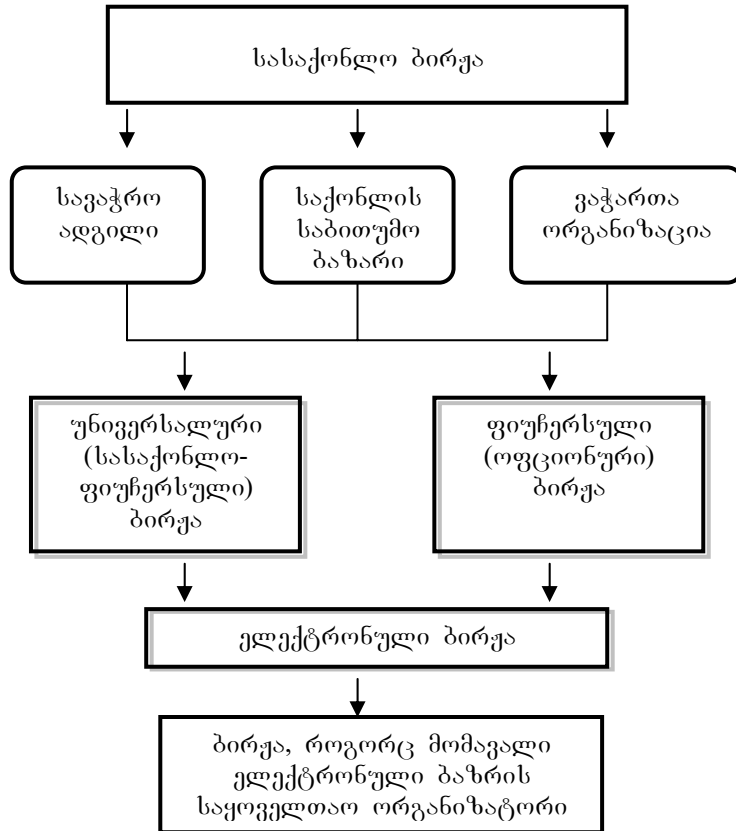 სასაქონლო ბირჟა
სავაჭრო
ადგილი
საქონლის
საბითუმო
ბაზარი
ვაჭართა
ორგანიზაცია
უნივერსალური
(სასაქონლო-
ფიუჩერსული)
ბირჟა
ფიუჩერსული
(ოფციონური)
ბირჟა
ელექტრონული ბირჟა
ბირჟა, როგორც მომავალი
ელექტრონული ბაზრის
საყოველთაო ორგანიზატორი